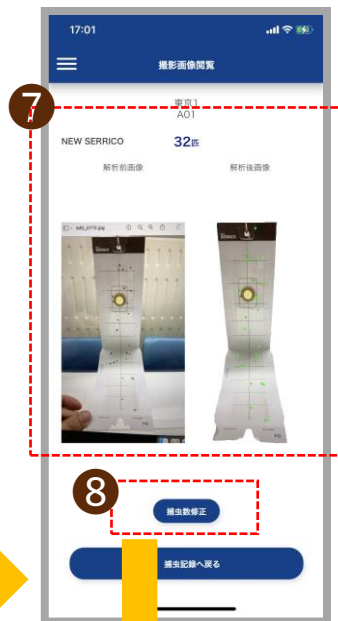 17:01
撮影画像閲覧
7
東京1
A01
NEW SERRICO 32匹
解析前画像 解析後画像
IMG_0772.jpg
8
捕虫数修正
捕虫記録へ戻る